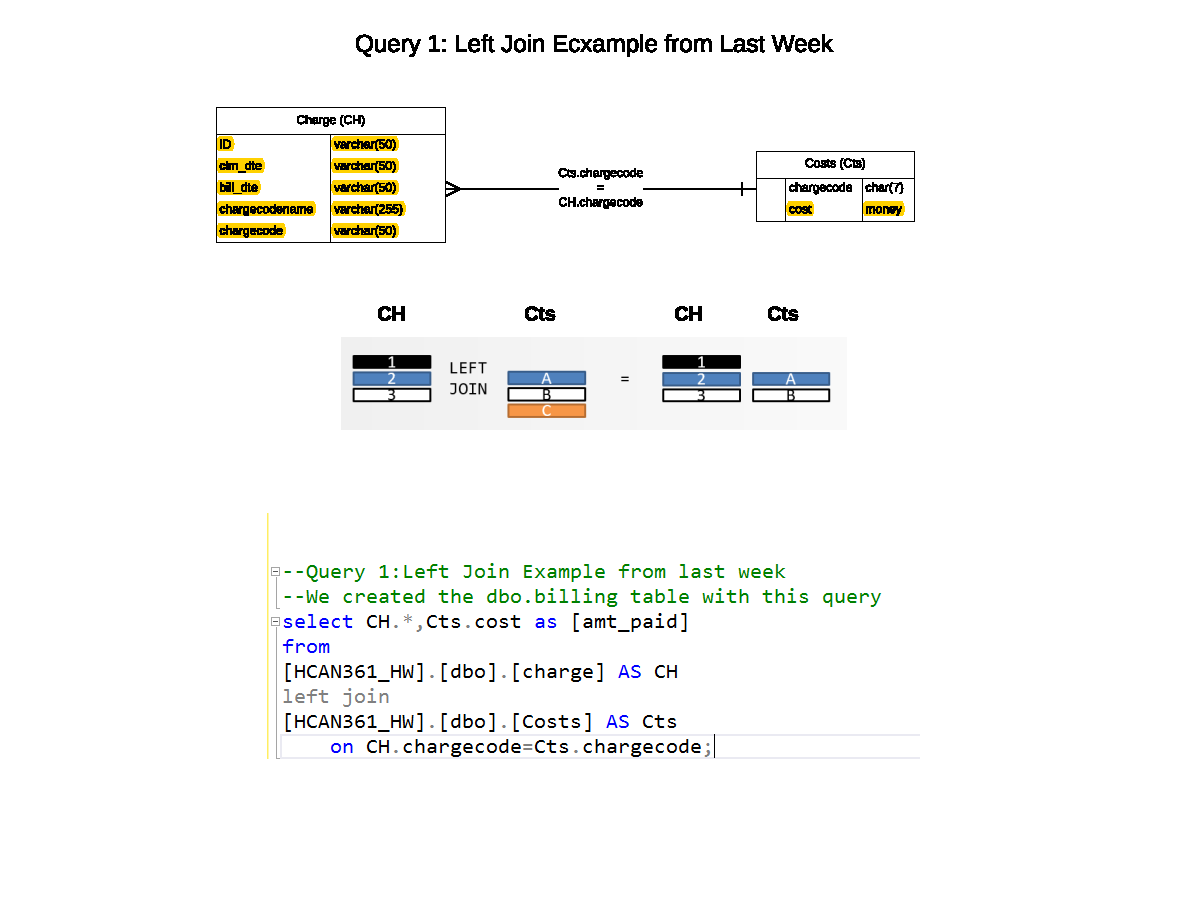 Query 1: Left Join Ecxample from Last Week
Charge (CH)
ID varchar(50)
clm_dte varchar(50)
bill_dte varchar(50)
chargecodename varchar(255)
chargecode varchar(50)
Cts.chargecode
=
CH.chargecode
Costs (Cts)
chargecode char(7)
cost money
CH Cts CH Cts
1 LEFT 1
2 A = 2 A
3 JOIN B 3 B
C
--Query 1:Left Join Example from last week
--We created the dbo.billing table with this query
select CH.*,Cts.cost as [amt_paid]
from
[HCAN361_HW].[dbo].[charge] AS CH
left join
[HCAN361_HW].[dbo].[Costs] AS Cts
on CH.chargecode=Cts.chargecode;